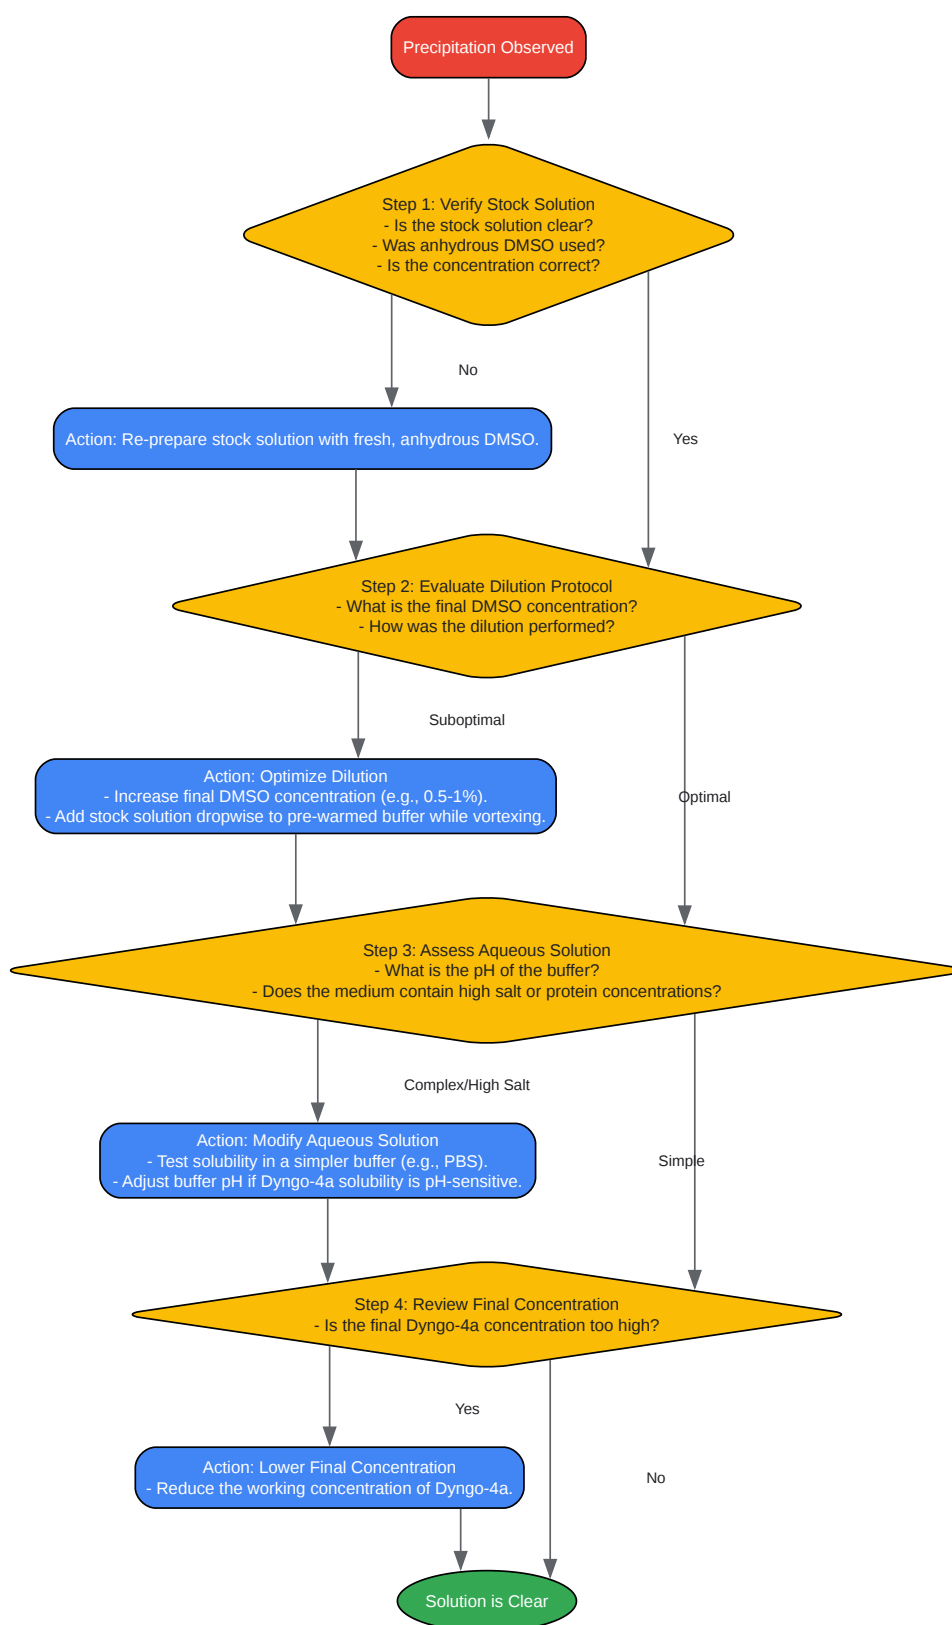 Precipitation Observed
Step 1: Verify Stock Solution
- Is the stock solution clear?
- Was anhydrous DMSO used?
- Is the concentration correct?
No
Action: Re-prepare stock solution with fresh, anhydrous DMSO.
Yes
Step 2: Evaluate Dilution Protocol
- What is the final DMSO concentration?
- How was the dilution performed?
Suboptimal
Action: Optimize Dilution
- Increase final DMSO concentration (e.g., 0.5-1%).
- Add stock solution dropwise to pre-warmed buffer while vortexing.
Optimal
Step 3: Assess Aqueous Solution
- What is the pH of the buffer?
- Does the medium contain high salt or protein concentrations?
Complex/High Salt
Action: Modify Aqueous Solution
- Test solubility in a simpler buffer (e.g., PBS).
- Adjust buffer pH if Dyngo-4a solubility is pH-sensitive.
Simple
Step 4: Review Final Concentration
- Is the final Dyngo-4a concentration too high?
Yes
Action: Lower Final Concentration
- Reduce the working concentration of Dyngo-4a.
No
Solution is Clear